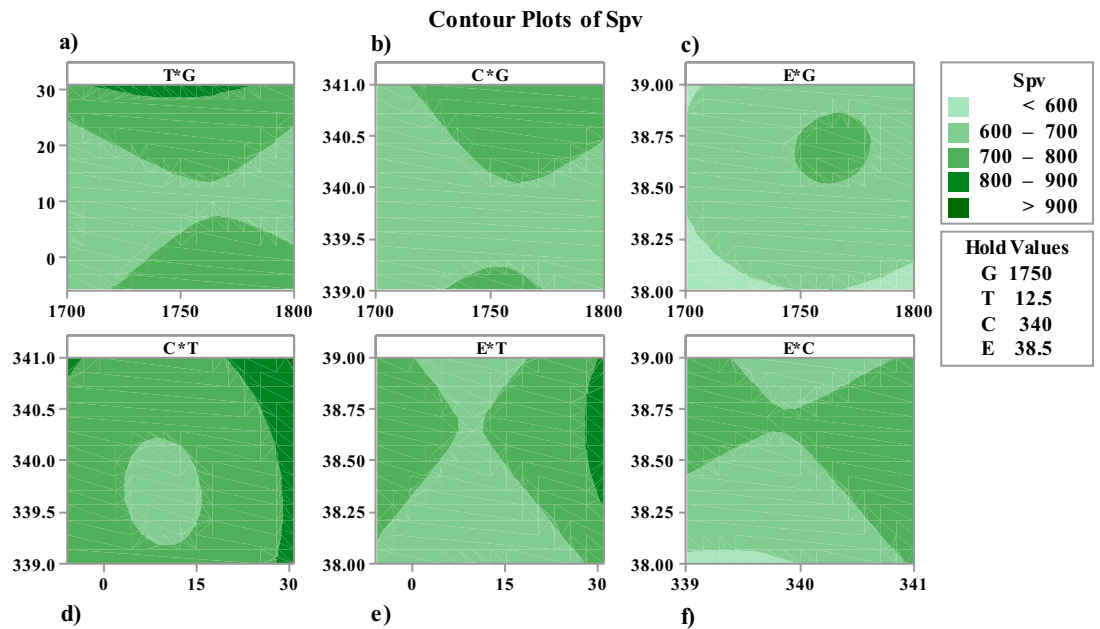 Contour Plots of Spv
a)
b)
c)
T*G
C*G
E*G
30
20
10
0
1700
1750
1800
341.0
340.5
340.0
339.5
339.0
1700
1750
1800
39.00
38.75
38.50
38.25
38.00
1700
1750
1800
Spv
< 600
600 – 700
700 – 800
800 – 900
> 900
Hold Values
G 1750
T 12.5
C 340
E 38.5
C*T
E*T
E*C
341.0
340.5
340.0
339.5
339.0
0
15
30
39.00
38.75
38.50
38.25
38.00
0
15
30
39.00
38.75
38.50
38.25
38.00
339
340
341
d)
e)
f)